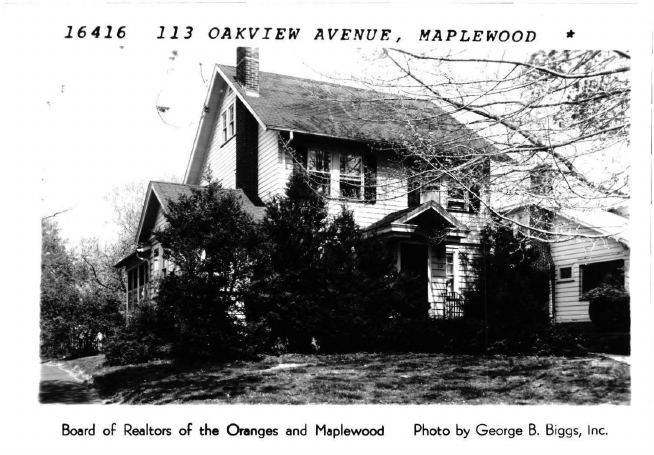 16416 113 OAKVIEW AVENUE, MAPLEWOOD *
Board of Realtors of the Oranges and Maplewood Photo by George B. Biggs, Inc.